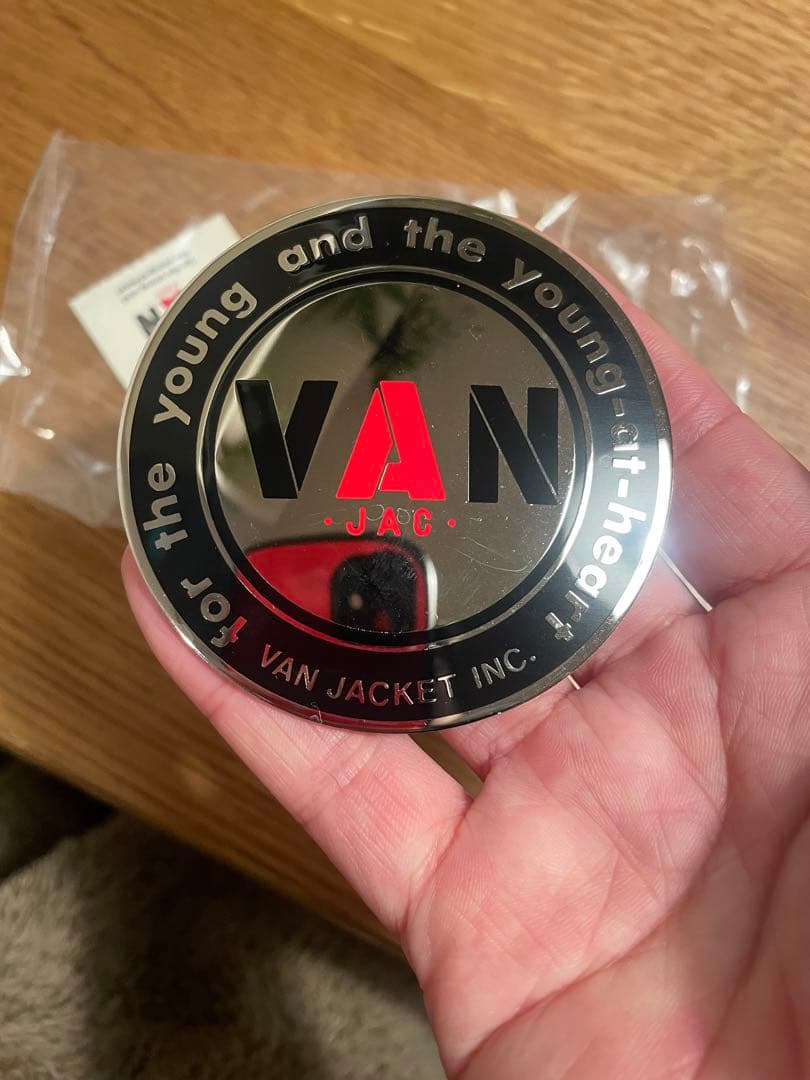 for the young and the young-at-heart
VAN
·JAC·
VAN JACKET INC.